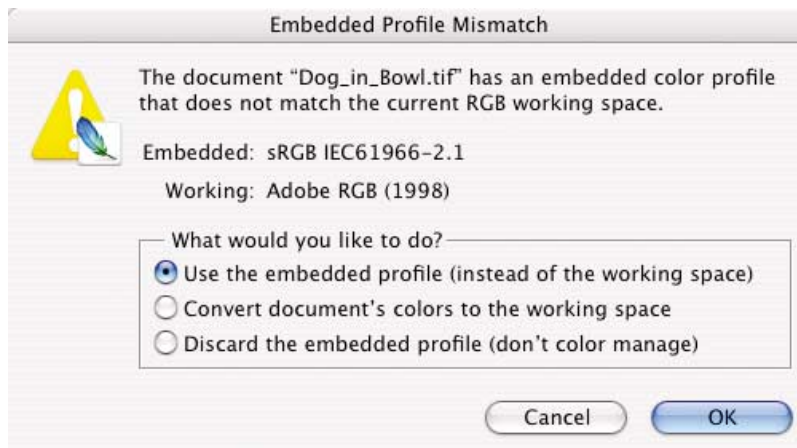 Embedded Profile Mismatch
The document “Dog_in_Bowl.tif” has an embedded color profile
that does not match the current RGB working space.
Embedded: sRGB IEC61966-2.1
Working: Adobe RGB (1998)
What would you like to do?
Use the embedded profile (instead of the working space)
Convert document’s colors to the working space
Discard the embedded profile (don’t color manage)
Cancel OK